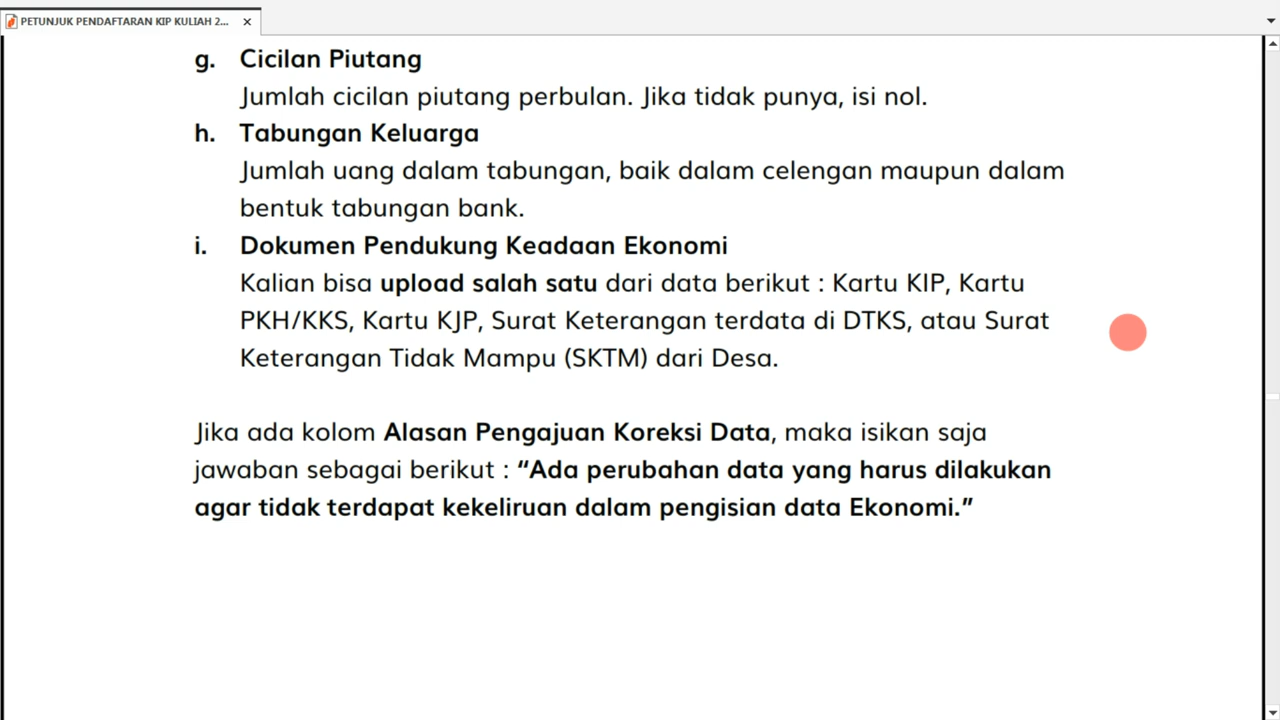 PETUNJUK PENDAFTARAN KIP KULIAH 2...
g. Cicilan Piutang
Jumlah cicilan piutang perbulan. Jika tidak punya, isi nol.
h. Tabungan Keluarga
Jumlah uang dalam tabungan, baik dalam celengan maupun dalam
bentuk tabungan bank.
i. Dokumen Pendukung Keadaan Ekonomi
Kalian bisa upload salah satu dari data berikut : Kartu KIP, Kartu
PKH/KKS, Kartu KJP, Surat Keterangan terdata di DTKS, atau Surat
Keterangan Tidak Mampu (SKTM) dari Desa.
Jika ada kolom Alasan Pengajuan Koreksi Data, maka isikan saja
jawaban sebagai berikut : “Ada perubahan data yang harus dilakukan
agar tidak terdapat kekeliruan dalam pengisian data Ekonomi.”